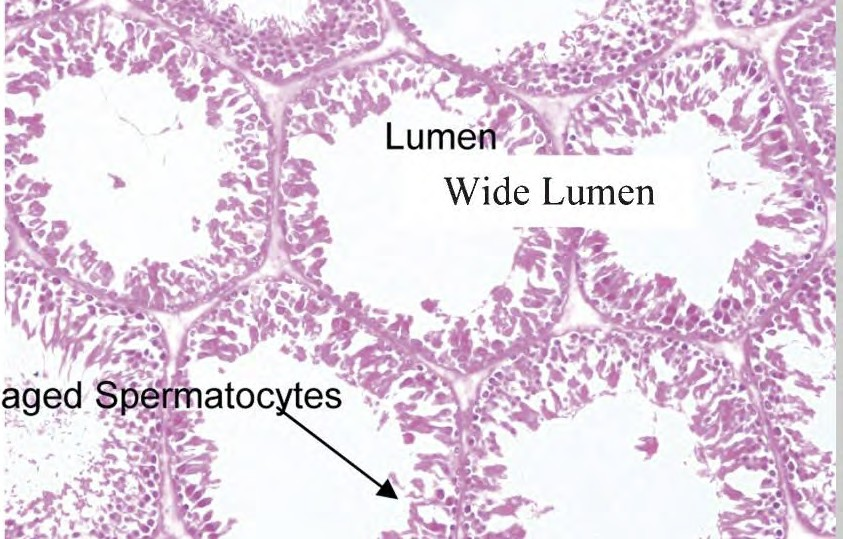 Lumen
Wide Lumen
aged Spermatocytes